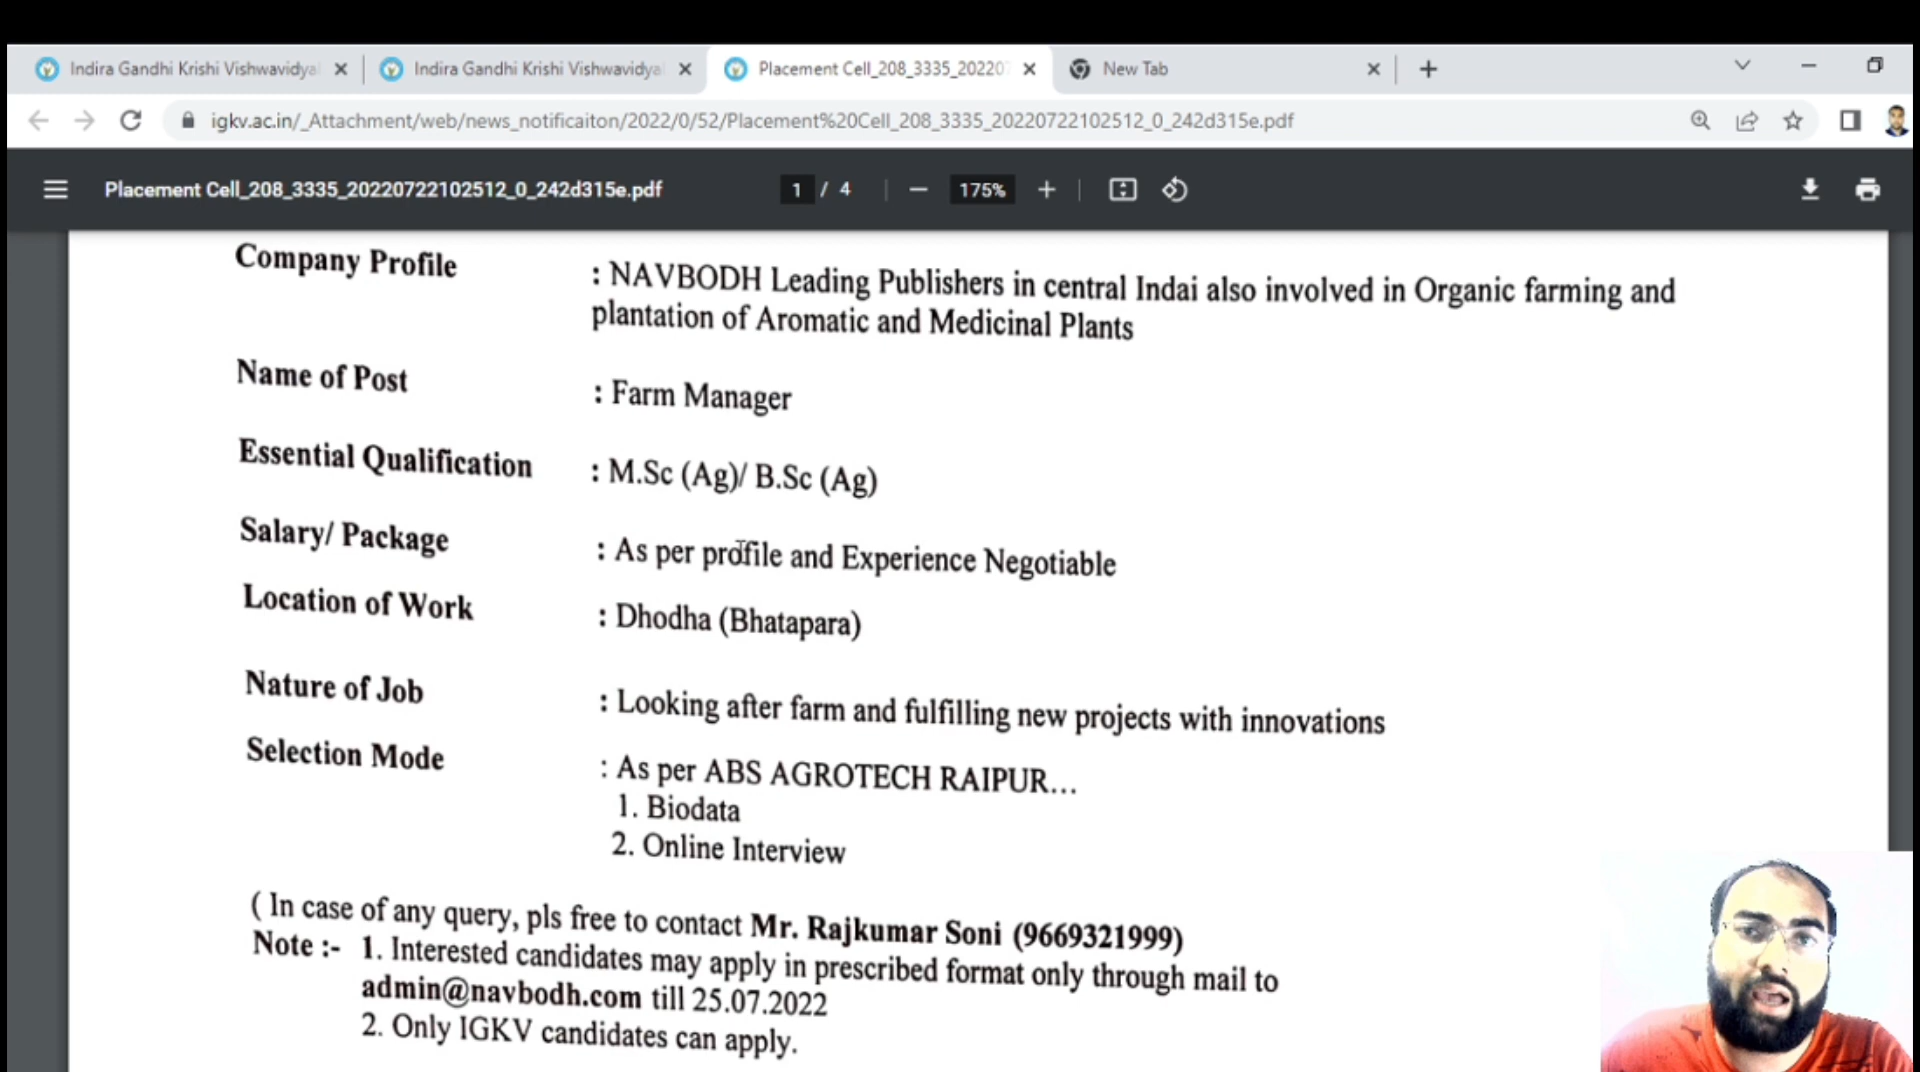 Indira Gandhi Krishi Vishwavidya
Indira Gandhi Krishi Vishwavidya
Placement Cell_208_3335_20220
New Tab
igkv.ac.in/_Attachment/web/news_notificaiton/2022/0/52/Placement%20Cell_208_3335_20220722102512_0_242d315e.pdf
Placement Cell_208_3335_20220722102512_0_242d315e.pdf
1 / 4
175%
Company Profile : NAVBODH Leading Publishers in central Indai also involved in Organic farming and
plantation of Aromatic and Medicinal Plants
Name of Post : Farm Manager
Essential Qualification : M.Sc (Ag)/ B.Sc (Ag)
Salary/ Package : As per profile and Experience Negotiable
Location of Work : Dhodha (Bhatapara)
Nature of Job : Looking after farm and fulfilling new projects with innovations
Selection Mode : As per ABS AGROTECH RAIPUR...
1. Biodata
2. Online Interview
( In case of any query, pls free to contact Mr. Rajkumar Soni (9669321999)
Note :- 1. Interested candidates may apply in prescribed format only through mail to
admin@navbodh.com till 25.07.2022
2. Only IGKV candidates can apply.